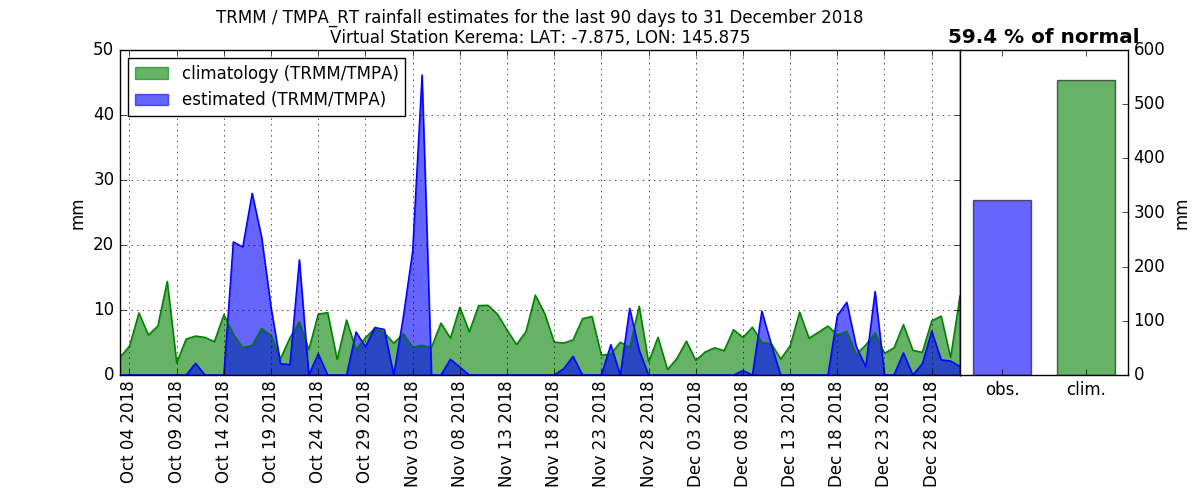 TRMM / TMPA_RT rainfall estimates for the last 90 days to 31 December 2018
Virtual Station Kerema: LAT: -7.875, LON: 145.875
59.4 % of normal
climatology (TRMM/TMPA)
estimated (TRMM/TMPA)
mm
50
40
30
20
10
0
Oct 04 2018
Oct 09 2018
Oct 14 2018
Oct 19 2018
Oct 24 2018
Oct 29 2018
Nov 03 2018
Nov 08 2018
Nov 13 2018
Nov 18 2018
Nov 23 2018
Nov 28 2018
Dec 03 2018
Dec 08 2018
Dec 13 2018
Dec 18 2018
Dec 23 2018
Dec 28 2018
obs.
clim.
600
500
400
300
200
100
0
mm